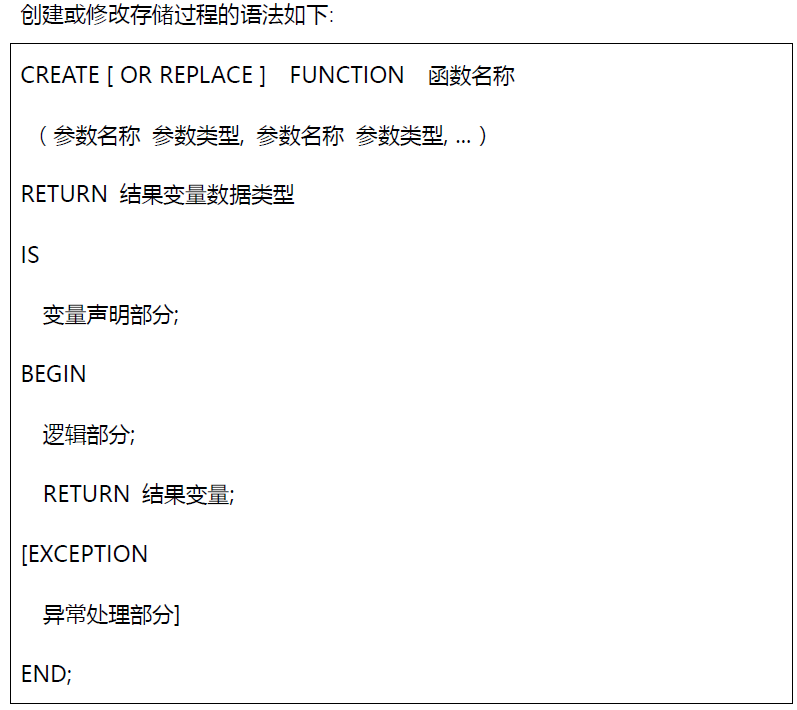 创建或修改存储过程的语法如下:
CREATE [ OR REPLACE ] FUNCTION 函数名称
（ 参数名称 参数类型, 参数名称 参数类型, ... ）
RETURN 结果变量数据类型
IS
变量声明部分;
BEGIN
逻辑部分;
RETURN 结果变量;
[EXCEPTION
异常处理部分]
END;